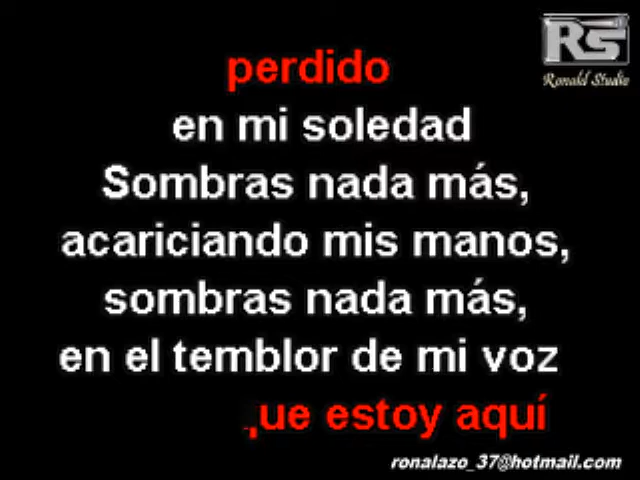 RS
Ronald Studio
perdido
en mi soledad
Sombras nada más,
acariciando mis manos,
sombras nada más,
en el temblor de mi voz
estoy aquí
ronalazo_37@hotmail.com